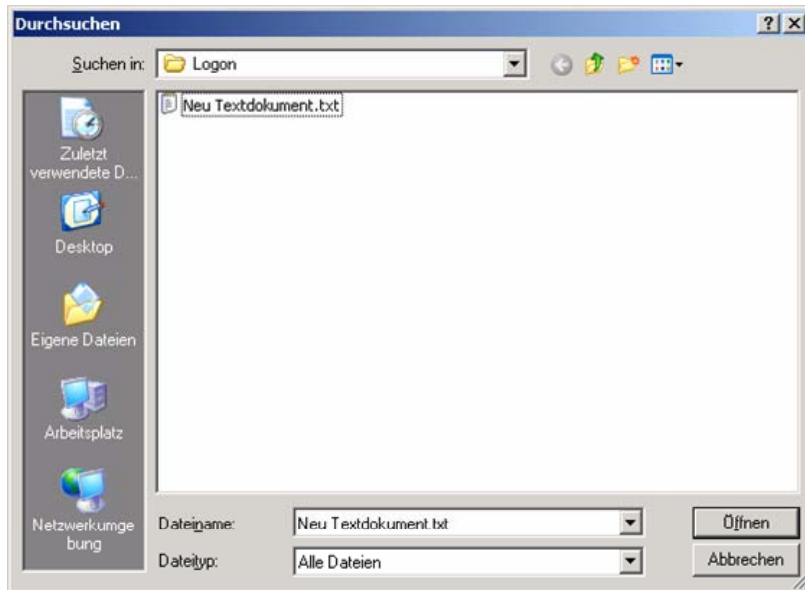 Durchsuchen
Suchen in:
Logon
Neu Textdokument.txt
Zuletzt
verwendete D...
Desktop
Eigene Dateien
Arbeitsplatz
Netzwerkumge
bung
Dateiname:
Neu Textdokument.txt
Öffnen
Dateityp:
Alle Dateien
Abbrechen